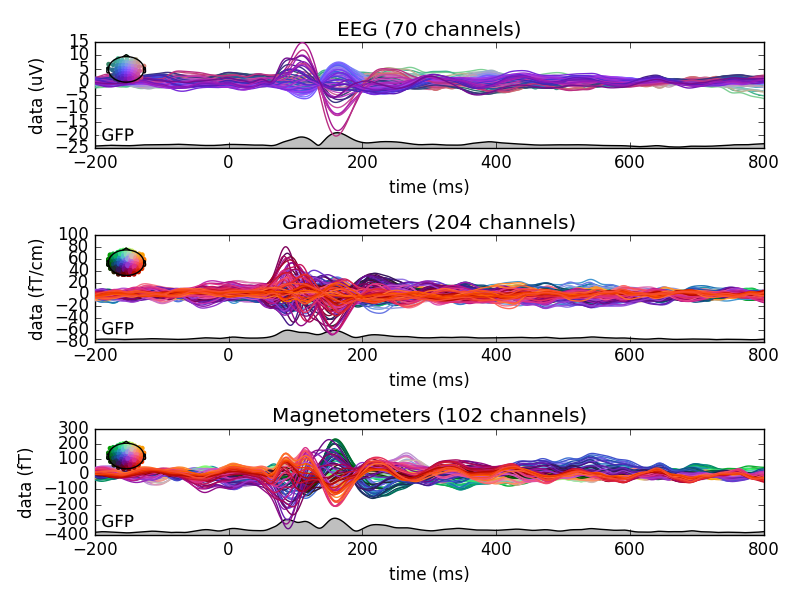 EEG (70 channels)
15
10
5
0
−5
−10
−15
−20
−25
data (uV)
GFP
−200 0 200 400 600 800
time (ms)
Gradiometers (204 channels)
100
80
60
40
20
0
−20
−40
−60
−80
data (fT/cm)
GFP
−200 0 200 400 600 800
time (ms)
Magnetometers (102 channels)
300
200
100
0
−100
−200
−300
−400
data (fT)
GFP
−200 0 200 400 600 800
time (ms)